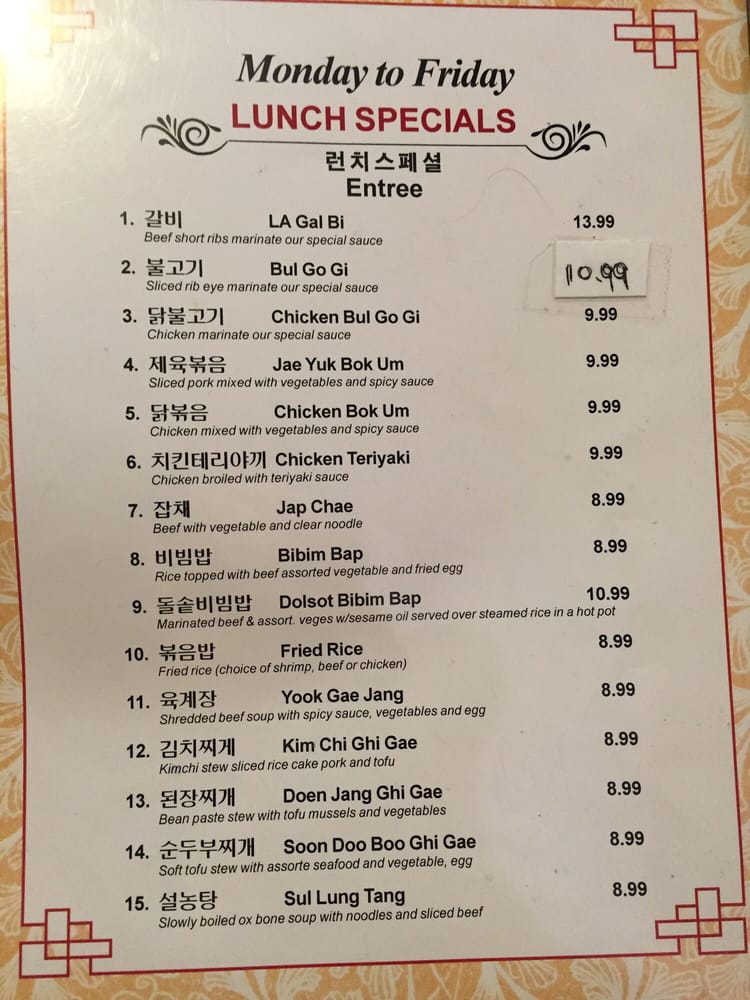 Monday to Friday
LUNCH SPECIALS
런치스페셜
Entree
1. 갈비 LA Gal Bi 13.99
Beef short ribs marinate our special sauce
2. 불고기 Bul Go Gi 10.99
Sliced rib eye marinate our special sauce
3. 닭불고기 Chicken Bul Go Gi 9.99
Chicken marinate our special sauce
4. 제육볶음 Jae Yuk Bok Um 9.99
Sliced pork mixed with vegetables and spicy sauce
5. 닭볶음 Chicken Bok Um 9.99
Chicken mixed with vegetables and spicy sauce
6. 치킨테리야끼 Chicken Teriyaki 9.99
Chicken broiled with teriyaki sauce
7. 잡채 Jap Chae 8.99
Beef with vegetable and clear noodle
8. 비빔밥 Bibim Bap 8.99
Rice topped with beef assorted vegetable and fried egg
9. 돌솥비빔밥 Dolsot Bibim Bap 10.99
Marinated beef & assort. veges w/sesame oil served over steamed rice in a hot pot
10. 볶음밥 Fried Rice 8.99
Fried rice (choice of shrimp, beef or chicken)
11. 육계장 Yook Gae Jang 8.99
Shredded beef soup with spicy sauce, vegetables and egg
12. 김치찌게 Kim Chi Ghi Gae 8.99
Kimchi stew sliced rice cake pork and tofu
13. 된장찌개 Doen Jang Ghi Gae 8.99
Bean paste stew with tofu mussels and vegetables
14. 순두부찌개 Soon Doo Boo Ghi Gae 8.99
Soft tofu stew with assorte seafood and vegetable, egg
15. 설농탕 Sul Lung Tang 8.99
Slowly boiled ox bone soup with noodles and sliced beef